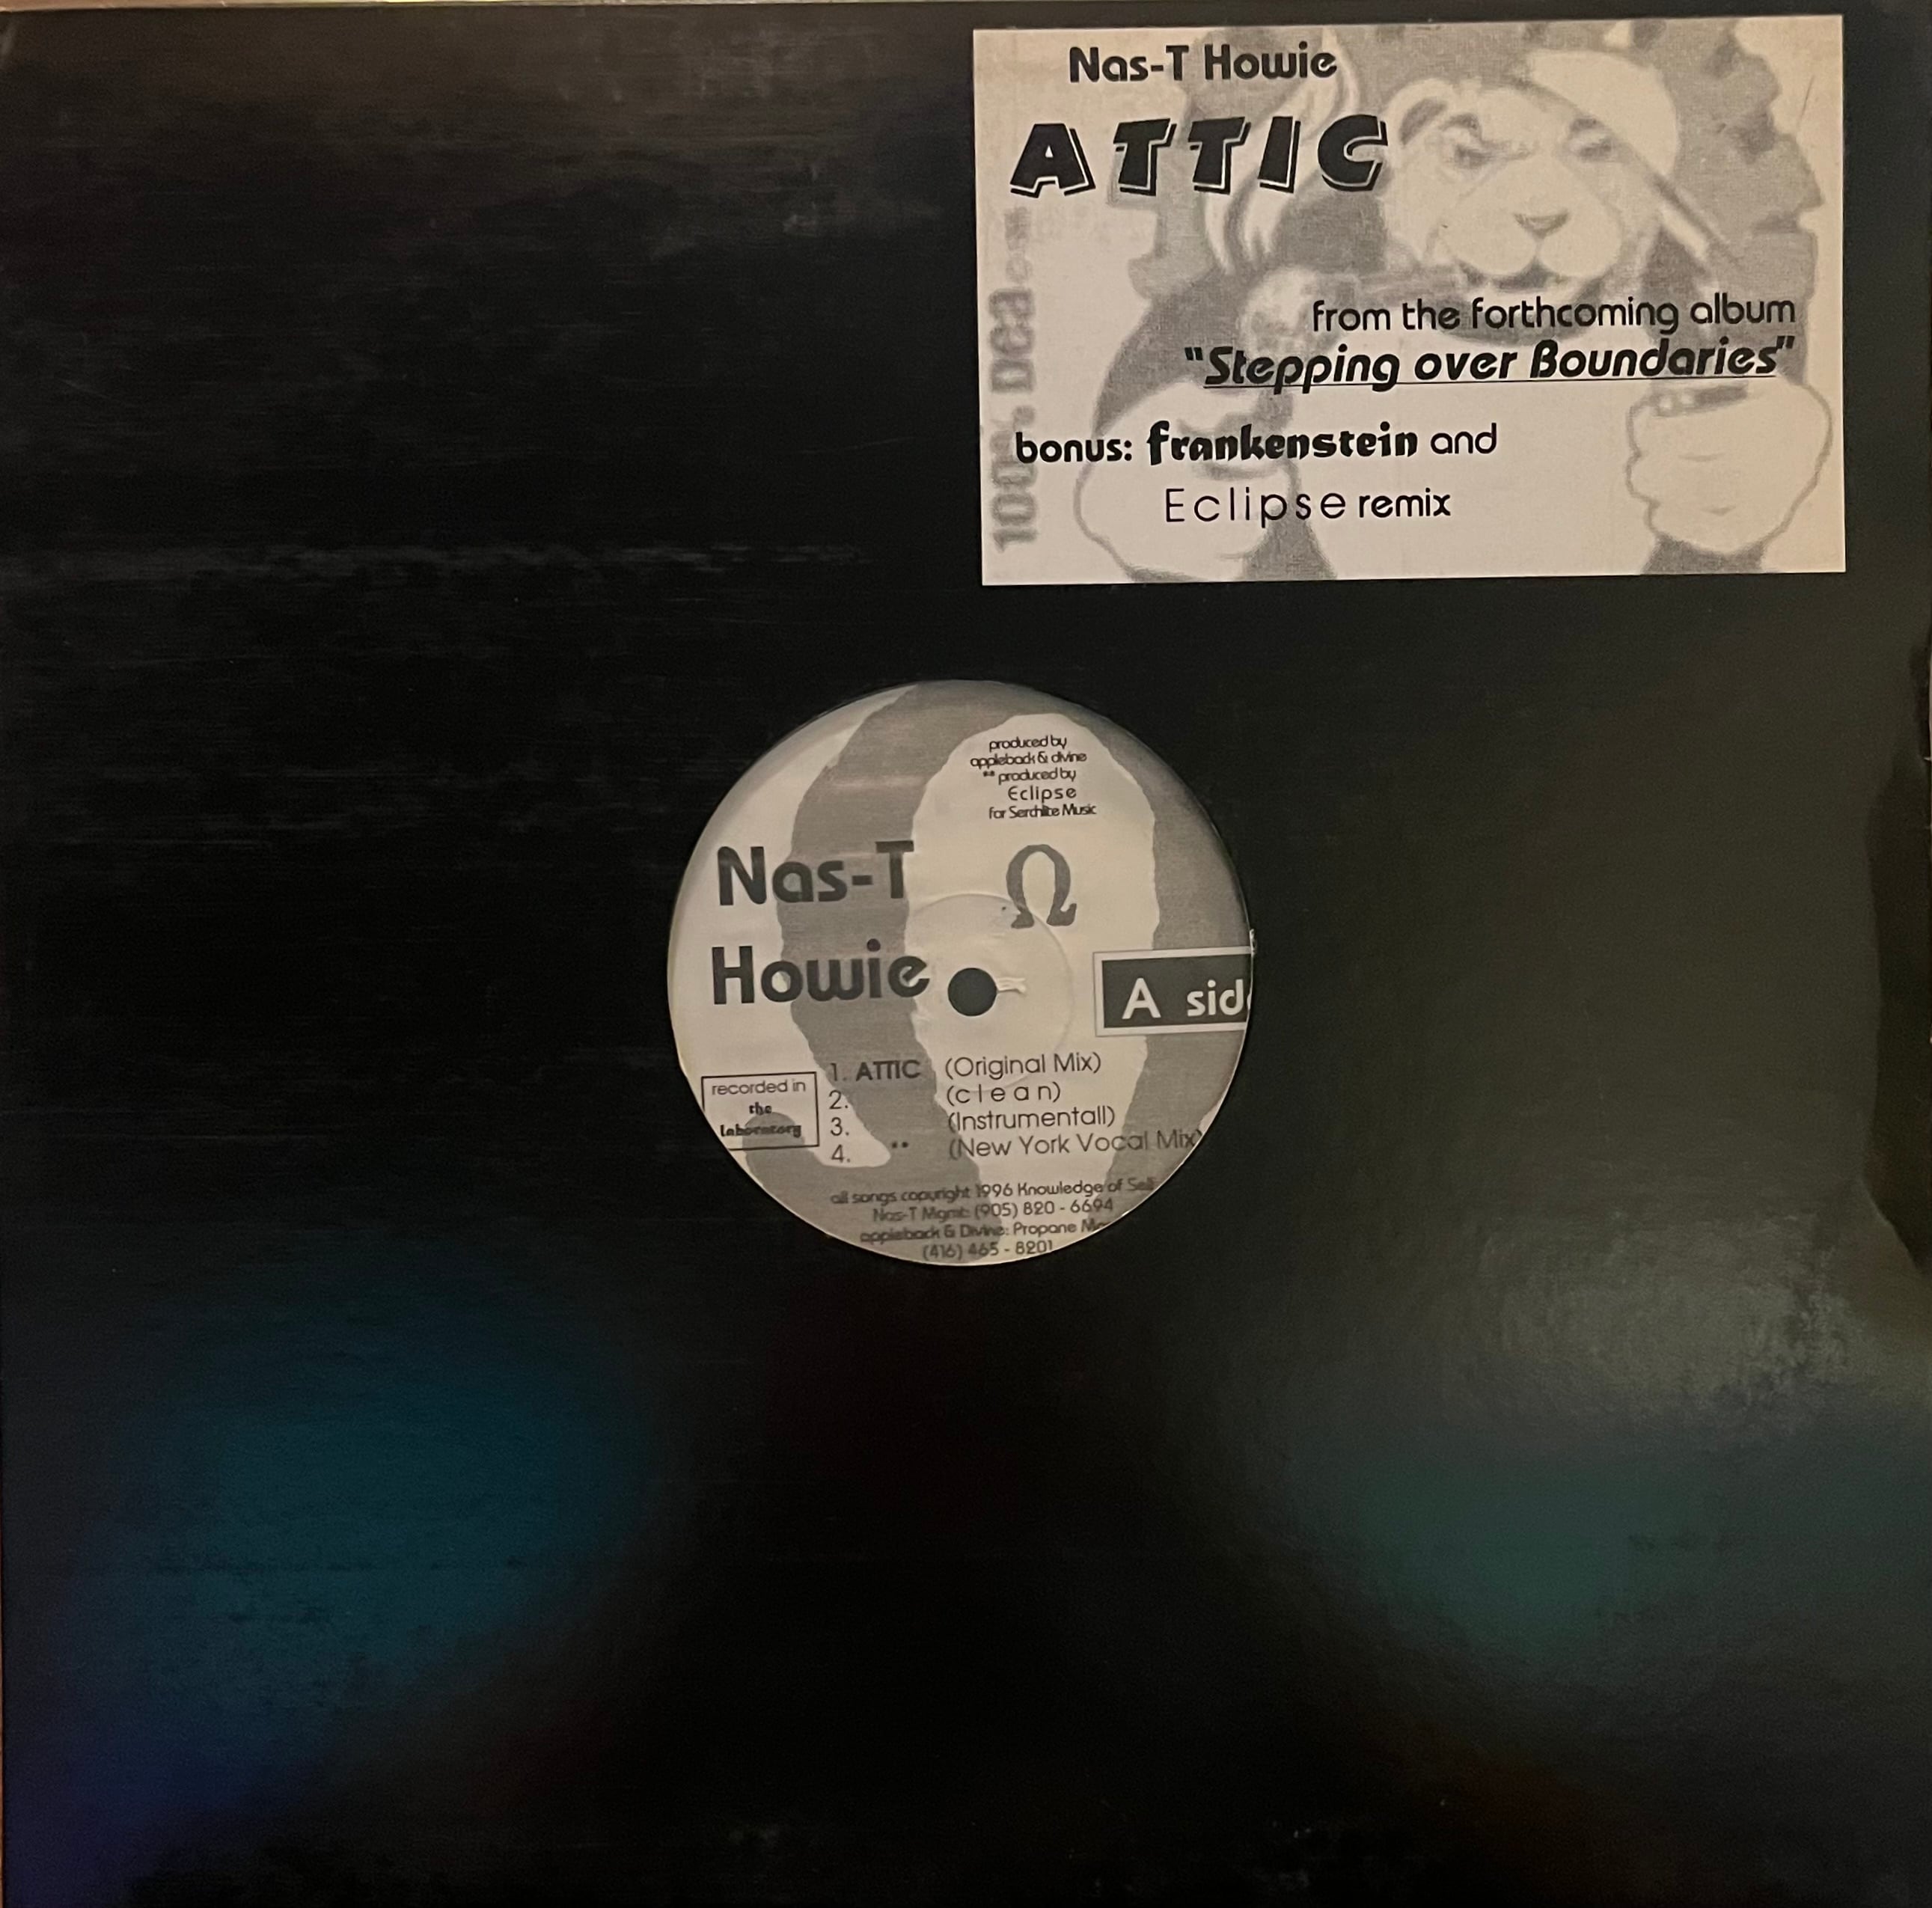 Nas-T Howie
ATTIC
from the forthcoming album
"Stepping over Boundaries"
bonus: frankenstein and
Eclipse remix
100%
produced by
appleback & divine
** produced by
Eclipse
for Serchlite Music
Nas-T
Howie
Ω
A sid
1. ATTIC (Original Mix)
2. (clean)
3. (Instrumentall)
4. ** (New York Vocal Mix)
recorded in
the
laboratory
all songs copyright 1996 Knowledge of Self
Nas-T Mgmt: (905) 820 - 6694
appleback & Divine: Propane
(416) 465 - 8201